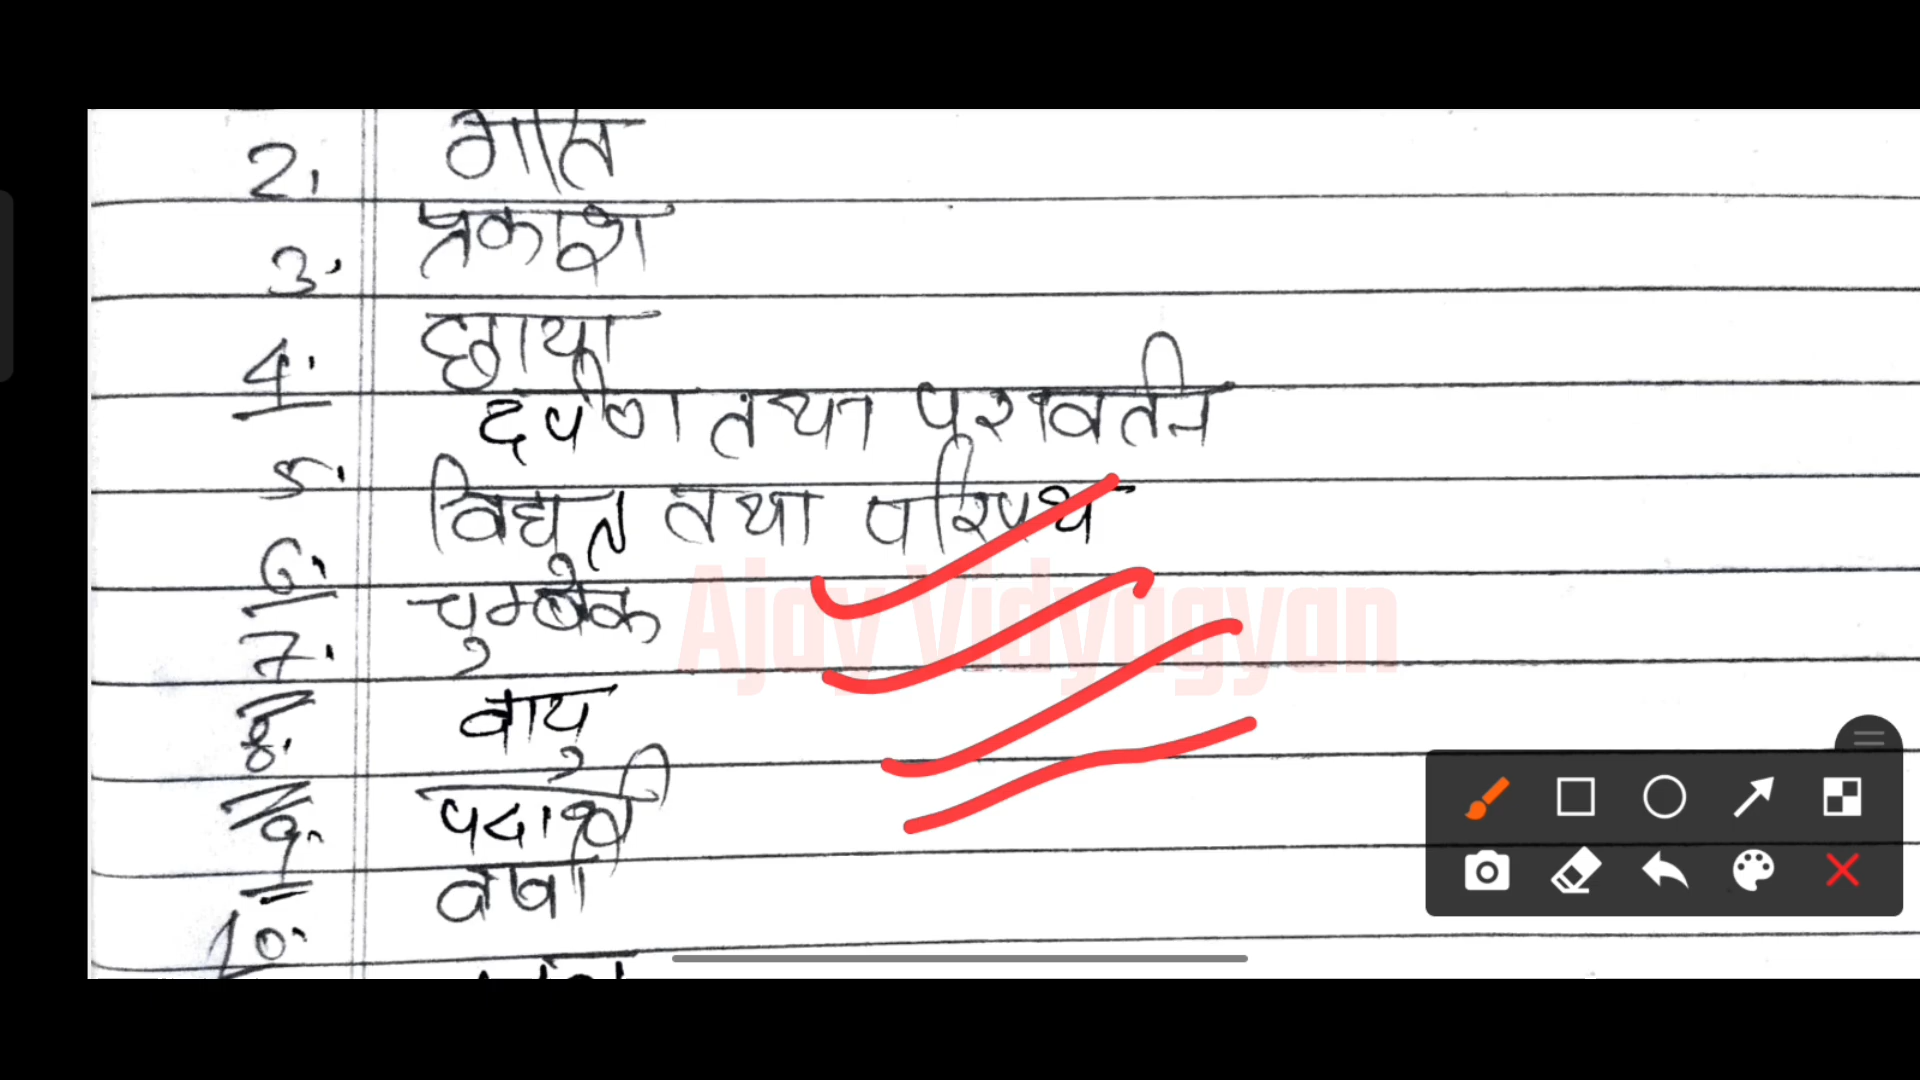 2. गति
3. प्रकाश
4. छाया
5. दर्पण तथा परावर्तन
6. विद्युत तथा परिपथ
7. चुम्बक
8. वायु
9. पदार्थ
10. वर्षा
Ajay Vidyagyan